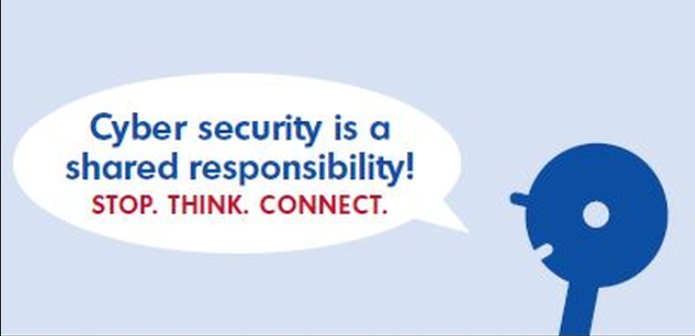 Cyber security is a
shared responsibility!
STOP. THINK. CONNECT.